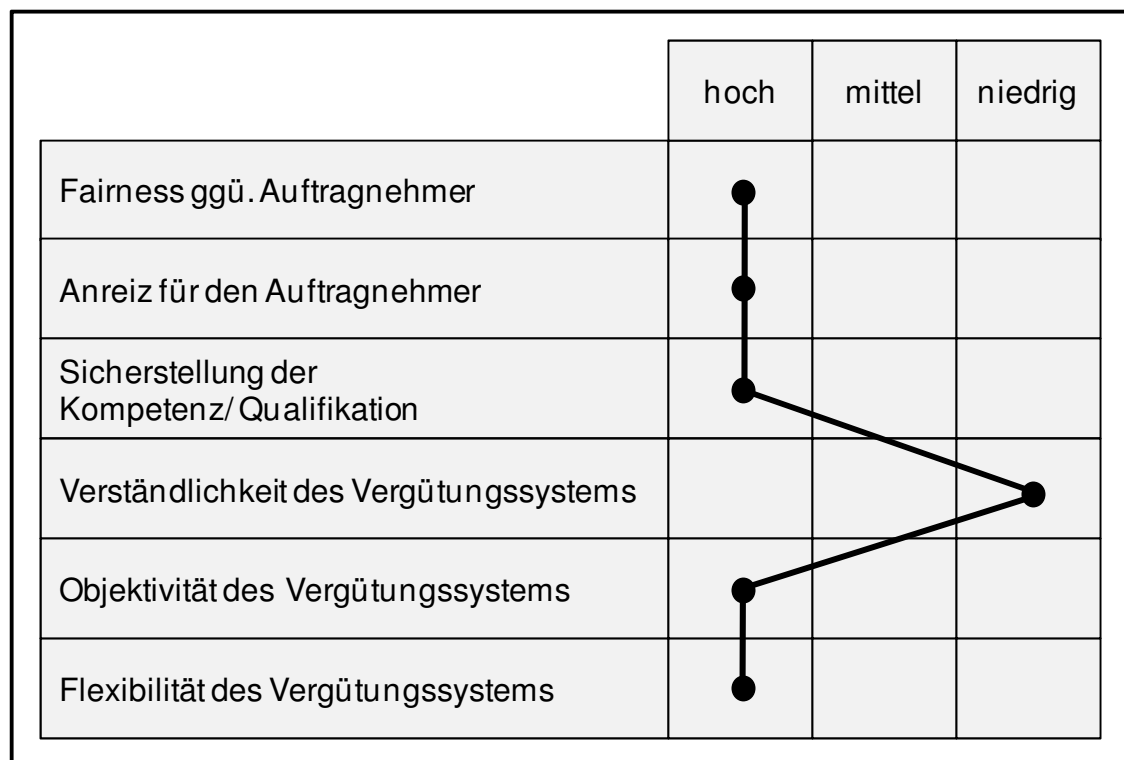 hoch mittel niedrig
Fairness ggü. Auftragnehmer
Anreiz für den Auftragnehmer
Sicherstellung der
Kompetenz/ Qualifikation
Verständlichkeit des Vergütungssystems
Objektivität des Vergütungssystems
Flexibilität des Vergütungssystems